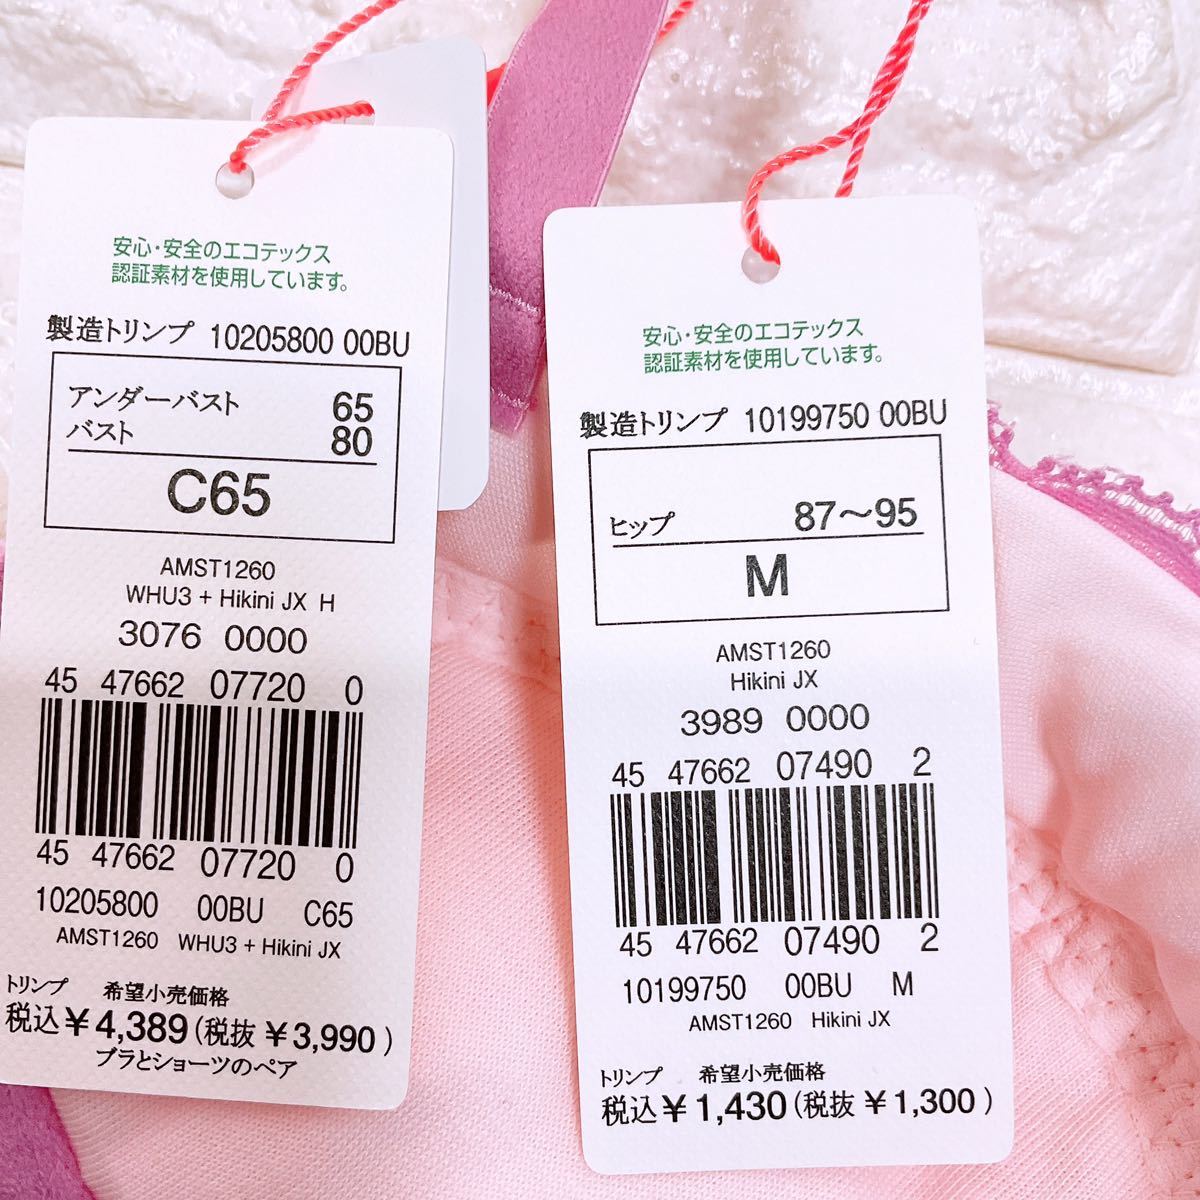 安心・安全のエコテックス
認証素材を使用しています。
製造トリンプ 10205800 00BU
アンダーバスト 65
バスト 80
C65
AMST1260
WHU3 + Hikini JX H
3076 0000
45 47662 07720 0
45 47662 07720 0
10205800 00BU C65
AMST1260 WHU3 + Hikini JX
トリンプ 希望小売価格
税込￥4,389(税抜￥3,990)
ブラとショーツのペア
安心・安全のエコテックス
認証素材を使用しています。
製造トリンプ 10199750 00BU
ヒップ 87～95
M
AMST1260
Hikini JX
3989 0000
45 47662 07490 2
45 47662 07490 2
10199750 00BU M
AMST1260 Hikini JX
トリンプ 希望小売価格
税込￥1,430(税抜￥1,300)